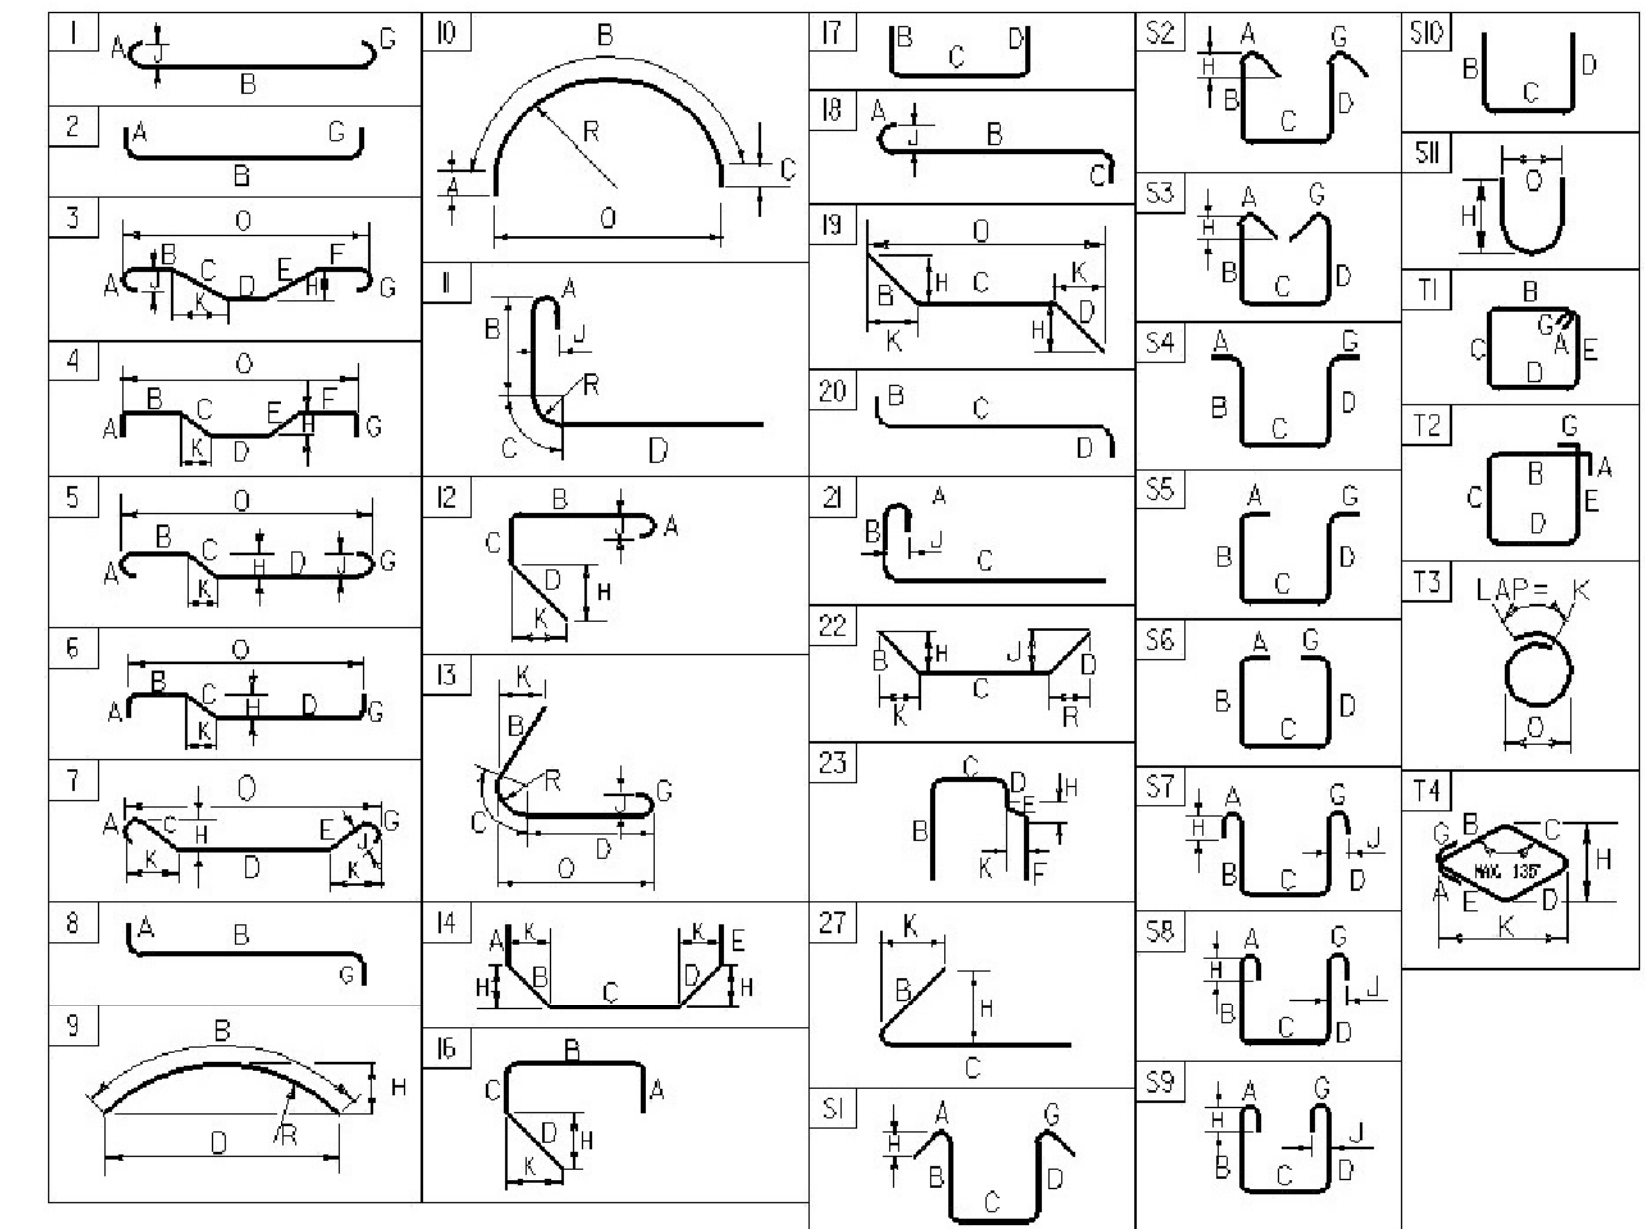 1
A J G
B
2
A G
B
3
O
B C D E F
A J K H G
4
O
B C E F
A K D H G
5
O
B C H D J
A K G
6
O
B C H D
A K G
7
O
A C H E G
K D J K
8
A B
G
9
B
H
R
D
10
B
R
A C
O
11
A
B J
R
C D
12
B
C A
D H
K
13
K
B
R G
C J
D
O
14
A K K E
H B C D H
16
B
C A
D H
K
17
B C D
18
A J B
C
19
O
H C K
B D
K H
20
B C
D
21
A
B J
C
22
B H J D
K C R
23
C D H
B E
K F
27
K
B H
C
S1
A G
H
B D
C
S2
A G
H
B D
C
S3
A G
H
B D
C
S4
A G
B D
C
S5
A G
B D
C
S6
A G
B D
C
S7
A G
H J
B C D
S8
A G
H J
B C D
S9
A G
H J
B C D
S10
B D
C
S11
O
H
T1
B
G
C A E
D
T2
G
B A
C E
D
T3
LAP= K
O
T4
B C
G H
MAX. 135°
A E D
K